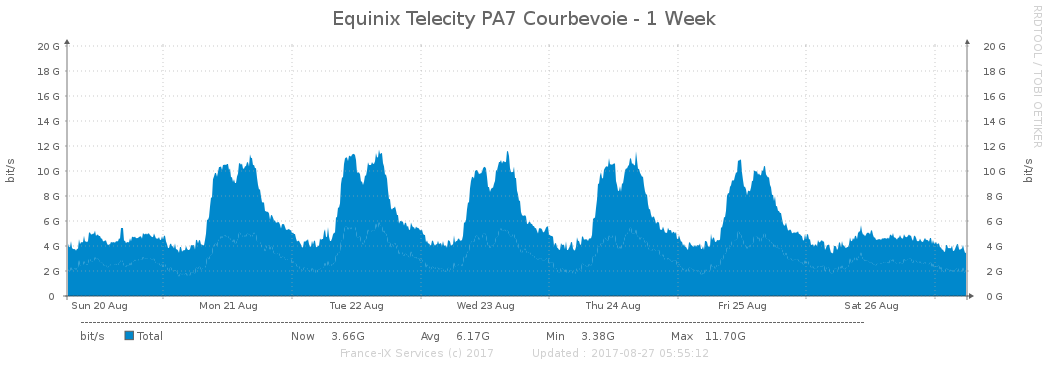 Equinix Telecity PA7 Courbevoie - 1 Week
RRDTOOL / TOBI OETIKER
20 G 20 G
18 G 18 G
16 G 16 G
14 G 14 G
12 G 12 G
10 G 10 G
8 G 8 G
6 G 6 G
4 G 4 G
2 G 2 G
0 0 G
bit/s bit/s
Sun 20 Aug Mon 21 Aug Tue 22 Aug Wed 23 Aug Thu 24 Aug Fri 25 Aug Sat 26 Aug
bit/s Total Now 3.66G Avg 6.17G Min 3.38G Max 11.70G
France-IX Services (c) 2017 Updated : 2017-08-27 05:55:12